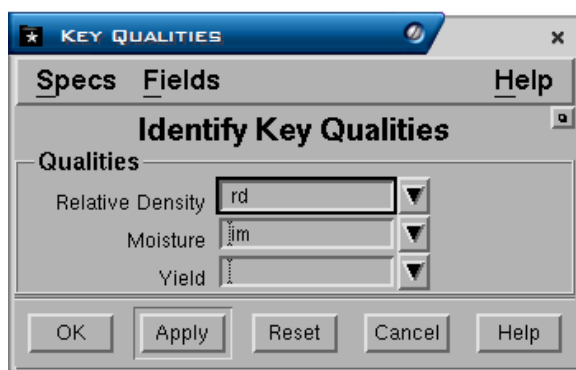 KEY QUALITIES
Specs Fields Help
Identify Key Qualities
Qualities
Relative Density rd
Moisture im
Yield
OK Apply Reset Cancel Help